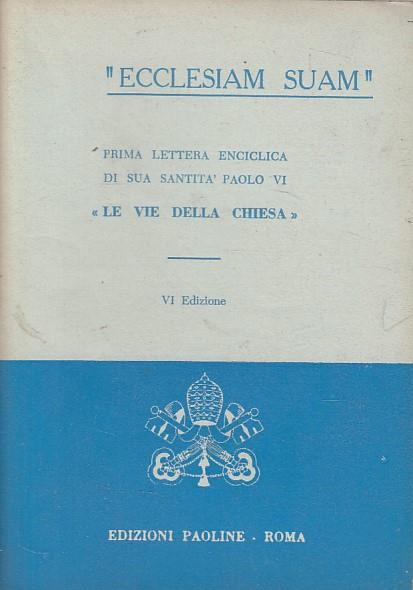 "ECCLESIAM SUAM"
PRIMA LETTERA ENCICLICA
DI SUA SANTITA' PAOLO VI
« LE VIE DELLA CHIESA »
VI Edizione
EDIZIONI PAOLINE - ROMA